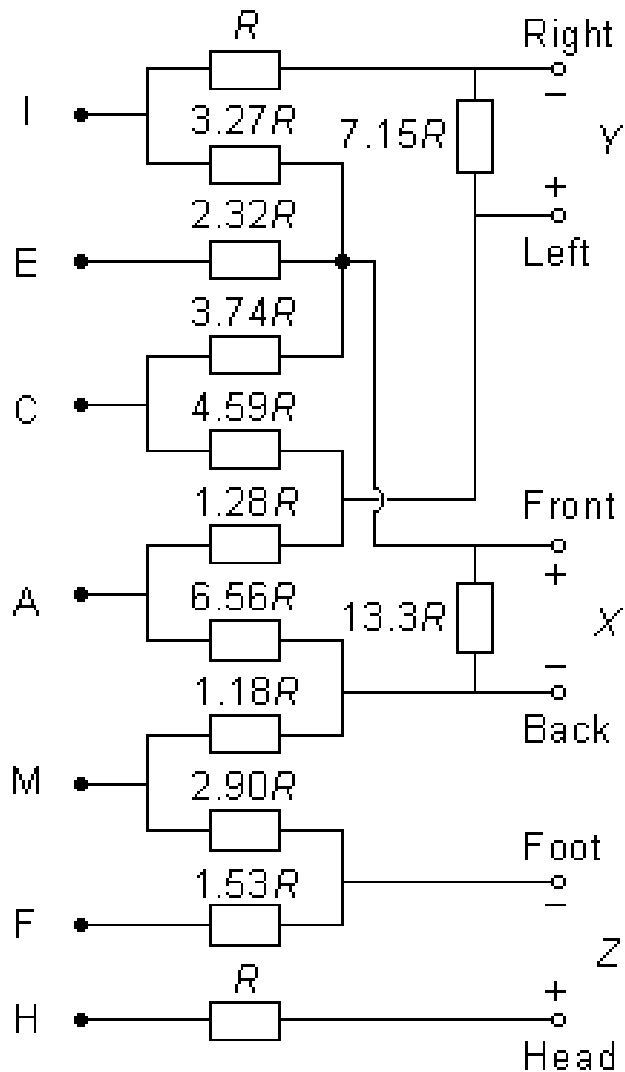 R
Right
I
−
3.27R
7.15R
Y
+
2.32R
Left
E
3.74R
C
4.59R
1.28R
Front
+
A
6.56R
13.3R
X
−
1.18R
Back
M
2.90R
Foot
−
1.53R
F
Z
R
+
H
Head